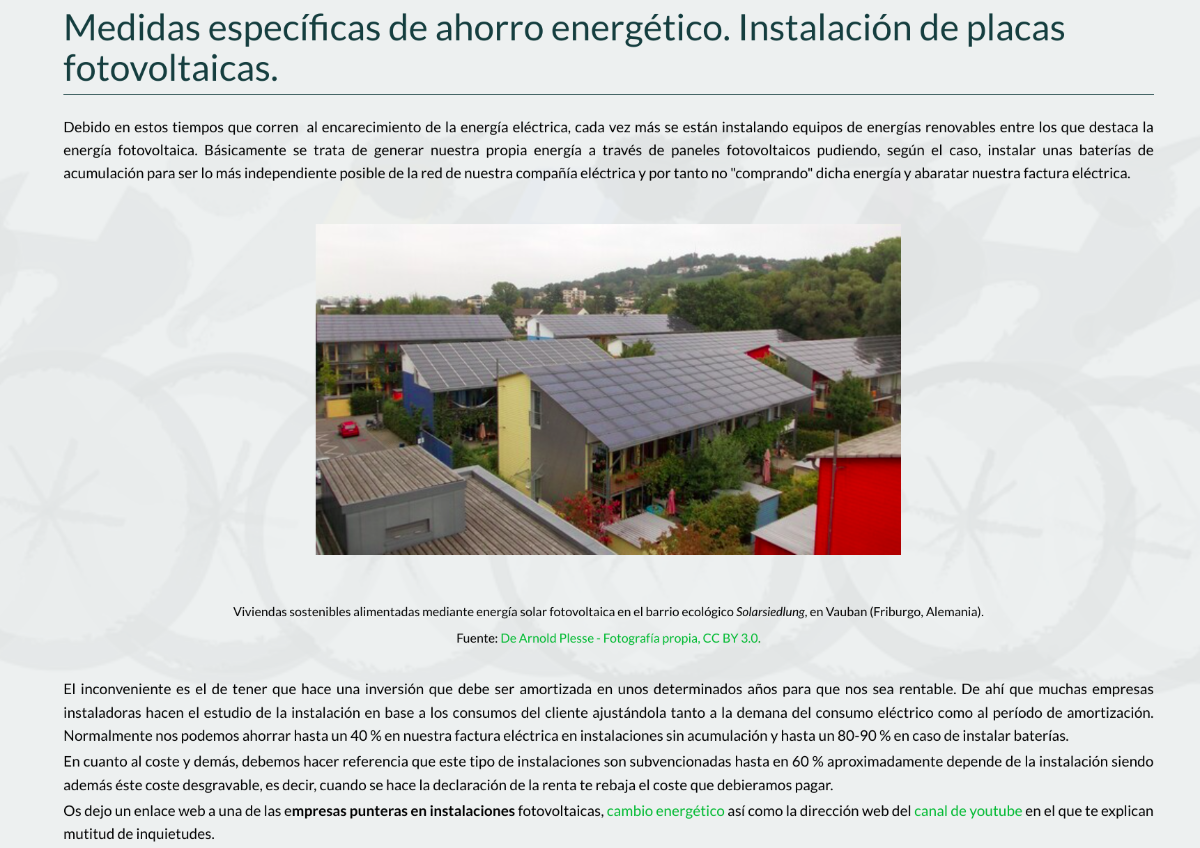 Medidas específicas de ahorro energético. Instalación de placas
fotovoltaicas.
Debido en estos tiempos que corren  al encarecimiento de la energía eléctrica, cada vez más se están instalando equipos de energías renovables entre los que destaca la
energía fotovoltaica. Básicamente se trata de generar nuestra propia energía a través de paneles fotovoltaicos pudiendo, según el caso, instalar unas baterías de
acumulación para ser lo más independiente posible de la red de nuestra compañía eléctrica y por tanto no "comprando" dicha energía y abaratar nuestra factura eléctrica.
Viviendas sostenibles alimentadas mediante energía solar fotovoltaica en el barrio ecológico Solarsiedlung, en Vauban (Friburgo, Alemania).
Fuente: De Arnold Plesse - Fotografía propia, CC BY 3.0.
El inconveniente es el de tener que hace una inversión que debe ser amortizada en unos determinados años para que nos sea rentable. De ahí que muchas empresas
instaladoras hacen el estudio de la instalación en base a los consumos del cliente ajustándola tanto a la demana del consumo eléctrico como al período de amortización.
Normalmente nos podemos ahorrar hasta un 40 % en nuestra factura eléctrica en instalaciones sin acumulación y hasta un 80-90 % en caso de instalar baterías.
En cuanto al coste y demás, debemos hacer referencia que este tipo de instalaciones son subvencionadas hasta en 60 % aproximadamente depende de la instalación siendo
además éste coste desgravable, es decir, cuando se hace la declaración de la renta te rebaja el coste que debieramos pagar.
Os dejo un enlace web a una de las empresas punteras en instalaciones fotovoltaicas, cambio energético así como la dirección web del canal de youtube en el que te explican
mutitud de inquietudes.